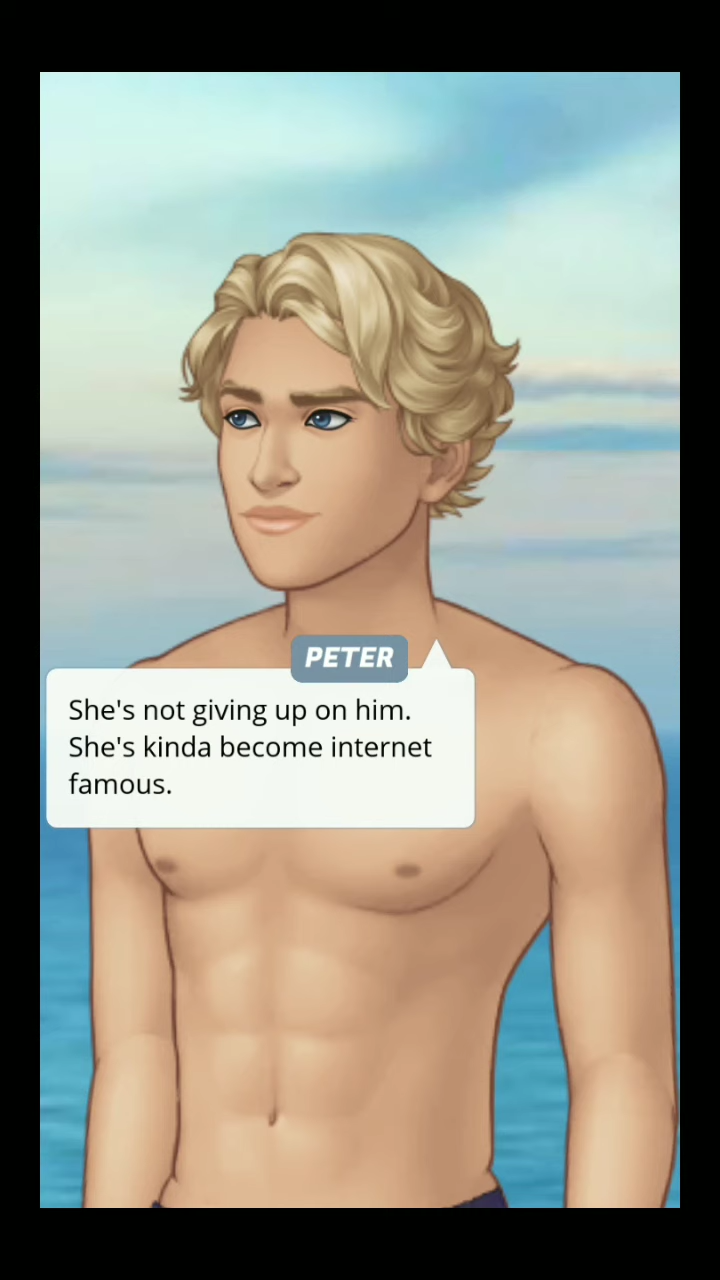 PETER
She's not giving up on him.
She's kinda become internet
famous.